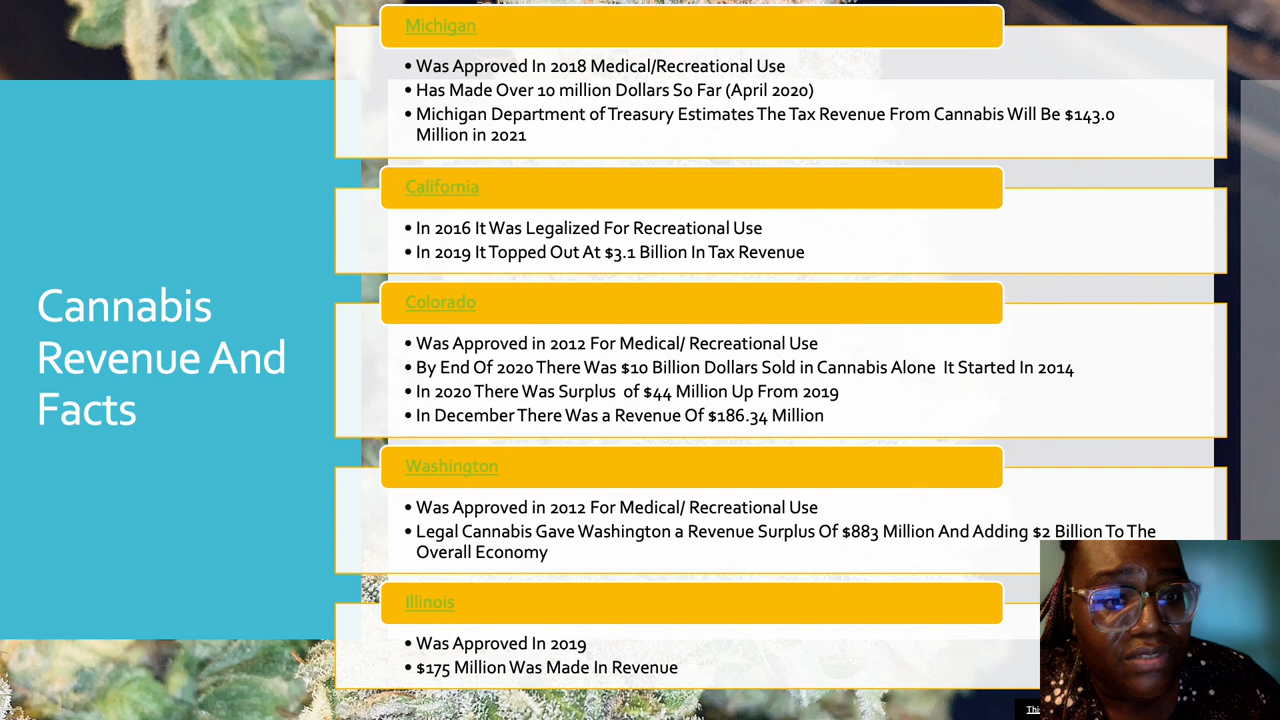 Cannabis
Revenue And
Facts
Michigan
• Was Approved In 2018 Medical/Recreational Use
• Has Made Over 10 million Dollars So Far (April 2020)
• Michigan Department of Treasury Estimates The Tax Revenue From Cannabis Will Be $143.0
Million in 2021
California
• In 2016 It Was Legalized For Recreational Use
• In 2019 It Topped Out At $3.1 Billion In Tax Revenue
Colorado
• Was Approved in 2012 For Medical/ Recreational Use
• By End Of 2020 There Was $10 Billion Dollars Sold in Cannabis Alone  It Started In 2014
• In 2020 There Was Surplus  of $44 Million Up From 2019
• In December There Was a Revenue Of $186.34 Million
Washington
• Was Approved in 2012 For Medical/ Recreational Use
• Legal Cannabis Gave Washington a Revenue Surplus Of $883 Million And Adding $2 Billion To The
Overall Economy
Illinois
• Was Approved In 2019
• $175 Million Was Made In Revenue